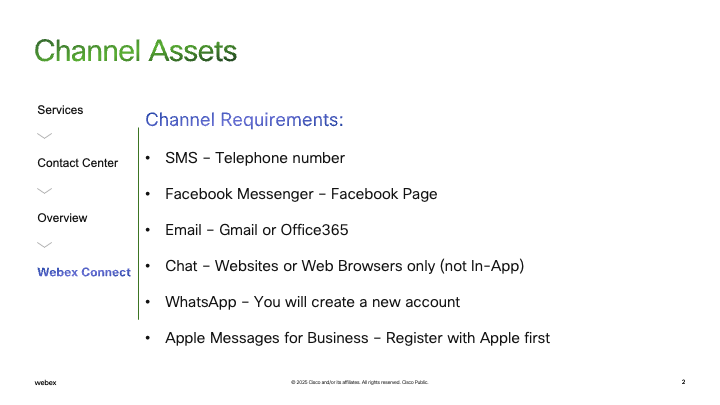 Channel Assets
Services
Contact Center
Overview
Webex Connect
Channel Requirements:
• SMS – Telephone number
• Facebook Messenger – Facebook Page
• Email – Gmail or Office365
• Chat – Websites or Web Browsers only (not In-App)
• WhatsApp – You will create a new account
• Apple Messages for Business – Register with Apple first
webex
© 2025 Cisco and/or its affiliates. All rights reserved. Cisco Public.
2